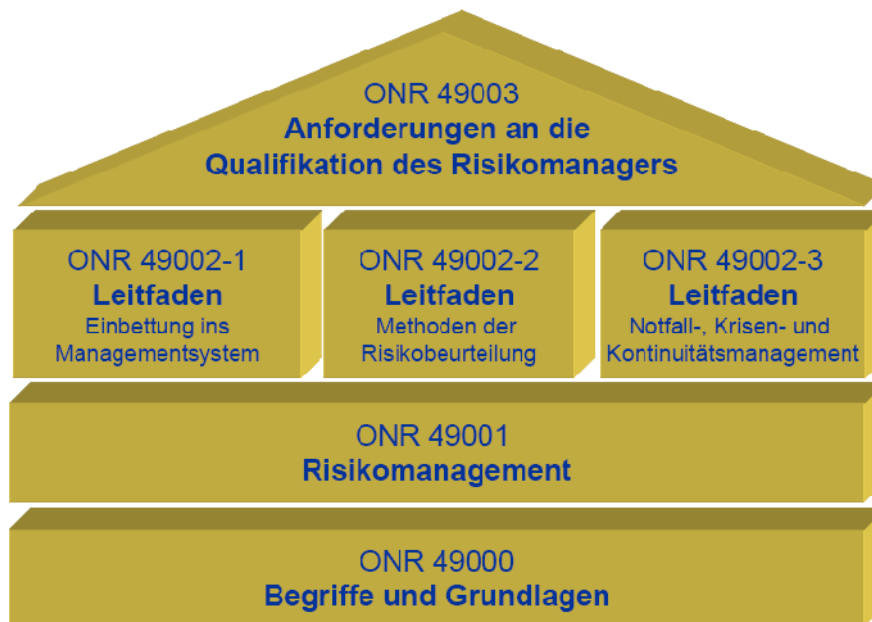 ONR 49003
Anforderungen an die
Qualifikation des Risikomanagers
ONR 49002-1
Leitfaden
Einbettung ins
Managementsystem
ONR 49002-2
Leitfaden
Methoden der
Risikobeurteilung
ONR 49002-3
Leitfaden
Notfall-, Krisen- und
Kontinuitätsmanagement
ONR 49001
Risikomanagement
ONR 49000
Begriffe und Grundlagen